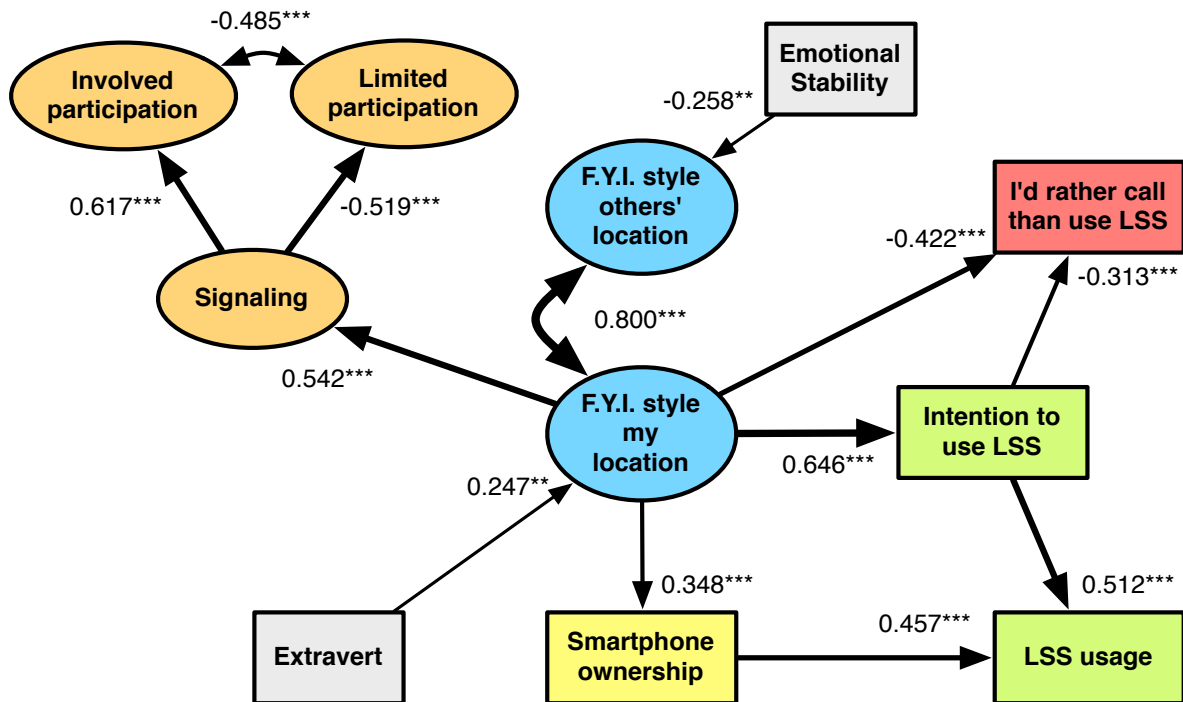 -0.485***
Involved
participation
Limited
participation
Emotional
Stability
-0.258**
0.617***
-0.519***
F.Y.I. style
others'
location
I'd rather call
than use LSS
-0.422***
-0.313***
Signaling
0.800***
0.542***
F.Y.I. style
my
location
Intention to
use LSS
0.646***
0.247**
0.348***
0.512***
Extravert
Smartphone
ownership
0.457***
LSS usage